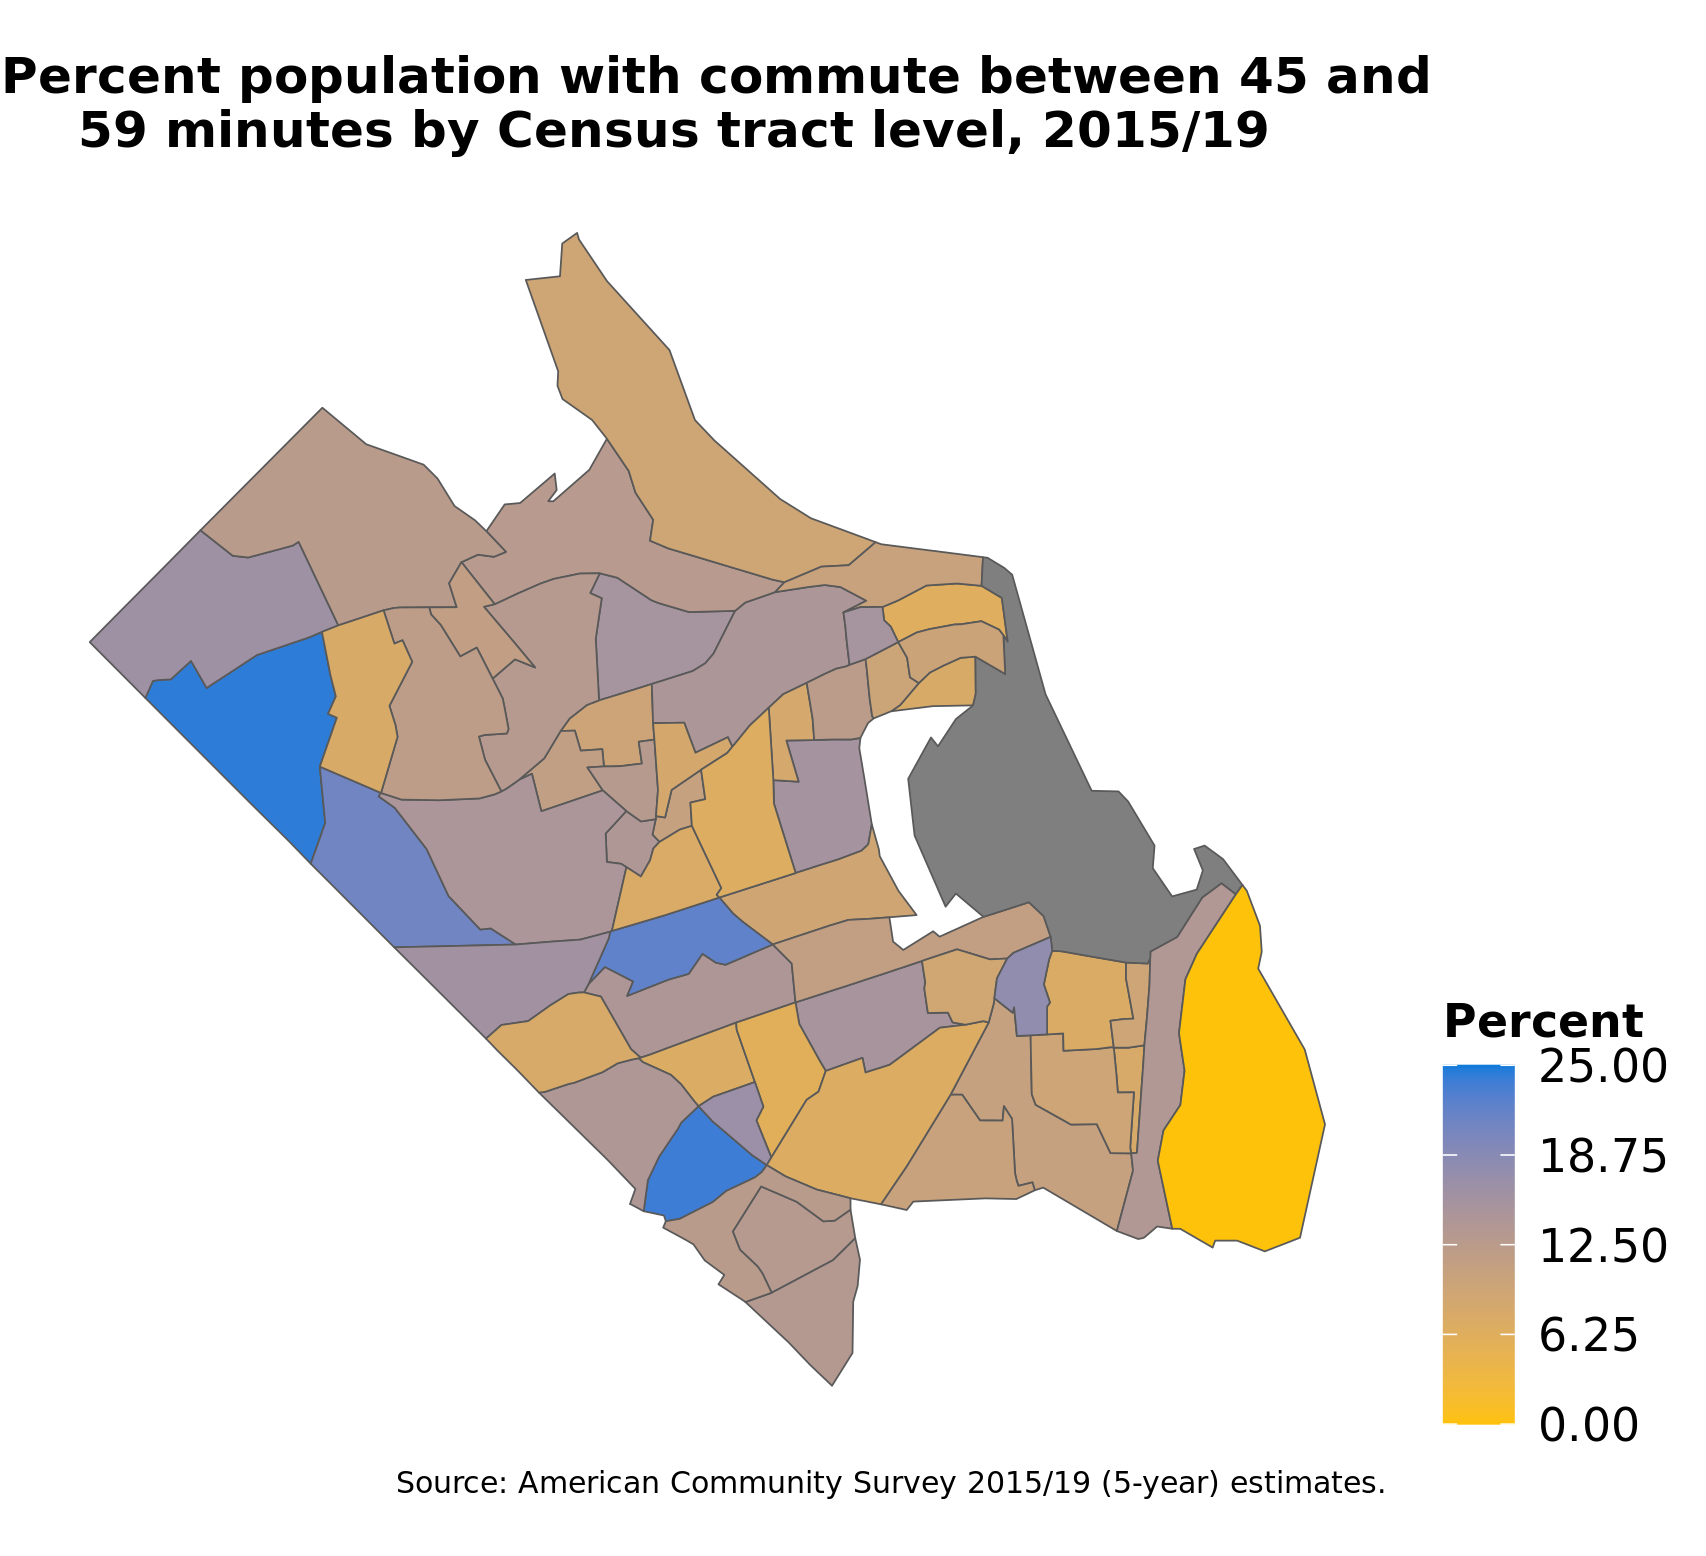 Percent population with commute between 45 and
59 minutes by Census tract level, 2015/19
Percent
25.00
18.75
12.50
6.25
0.00
Source: American Community Survey 2015/19 (5-year) estimates.